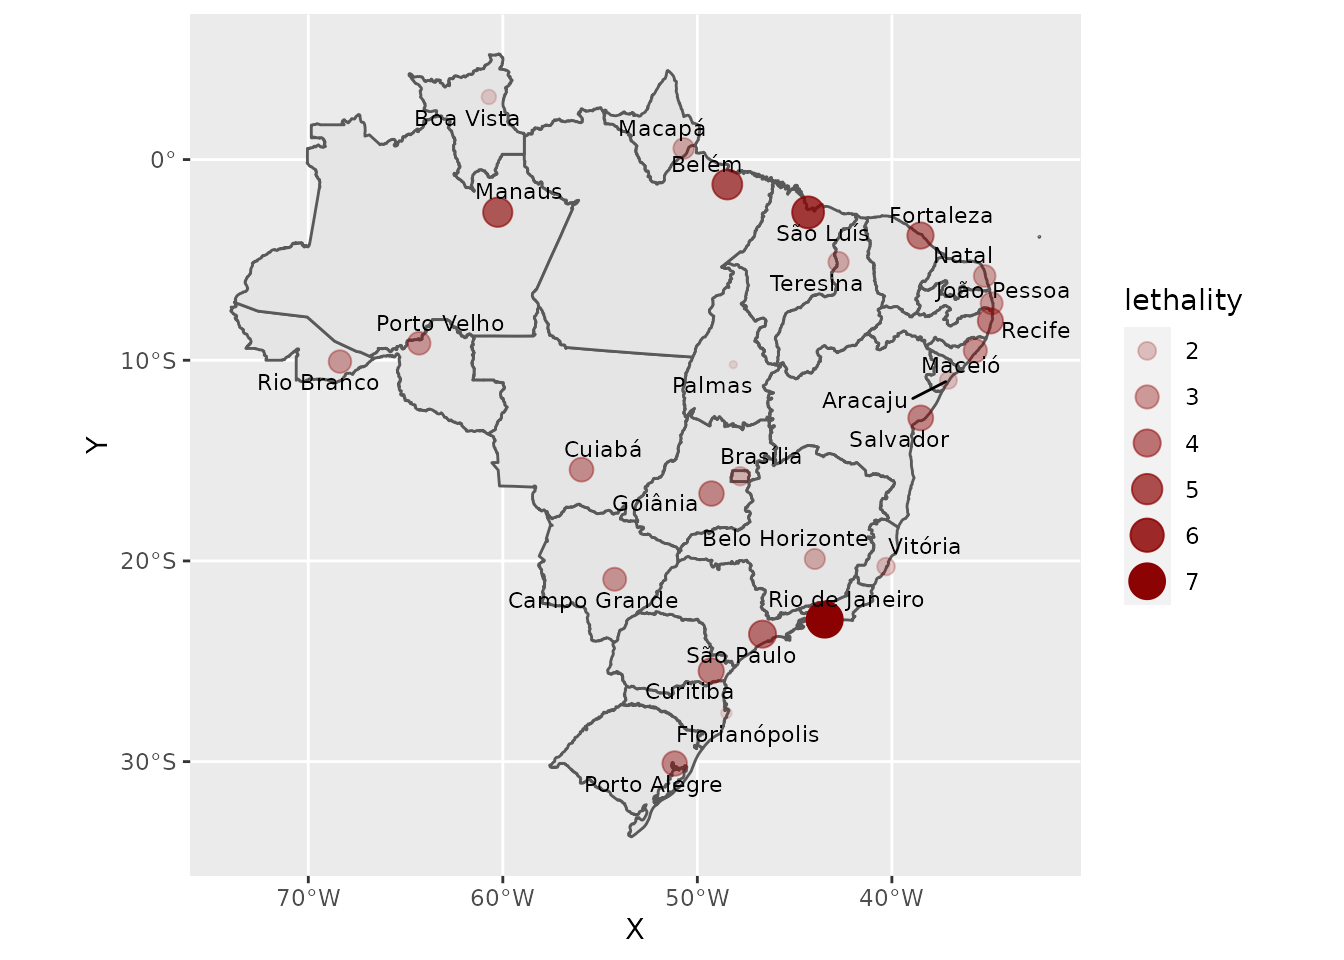 Boa Vista
Macapá
Belém
Manaus
São Luís
Fortaleza
Natal
Teresina
João Pessoa
Porto Velho
Recife
Rio Branco
Maceió
Palmas
Aracaju
Salvador
Cuiabá
Brasília
Goiânia
Belo Horizonte
Vitória
Campo Grande
Rio de Janeiro
São Paulo
Curitiba
Florianópolis
Porto Alegre
0°
10°S
20°S
30°S
Y
70°W
60°W
50°W
40°W
X
lethality
2
3
4
5
6
7